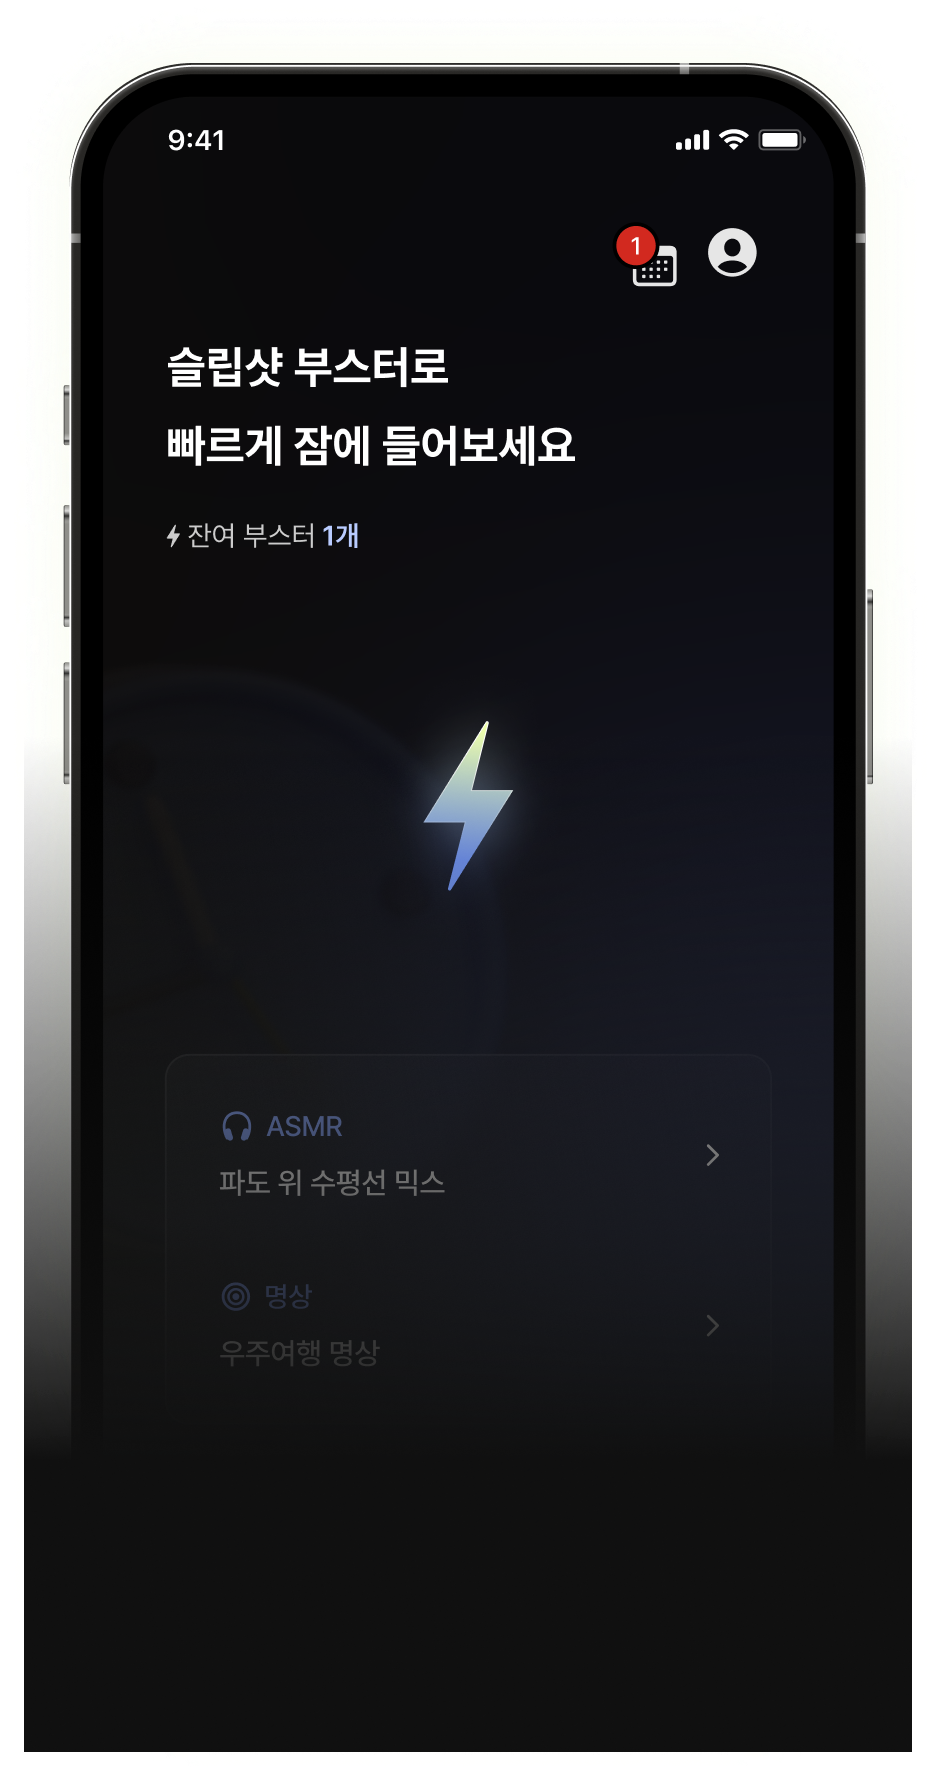 9:41
1
슬립샷 부스터로
빠르게 잠에 들어보세요
잔여 부스터 1개
ASMR
파도 위 수평선 믹스
명상
우주여행 명상